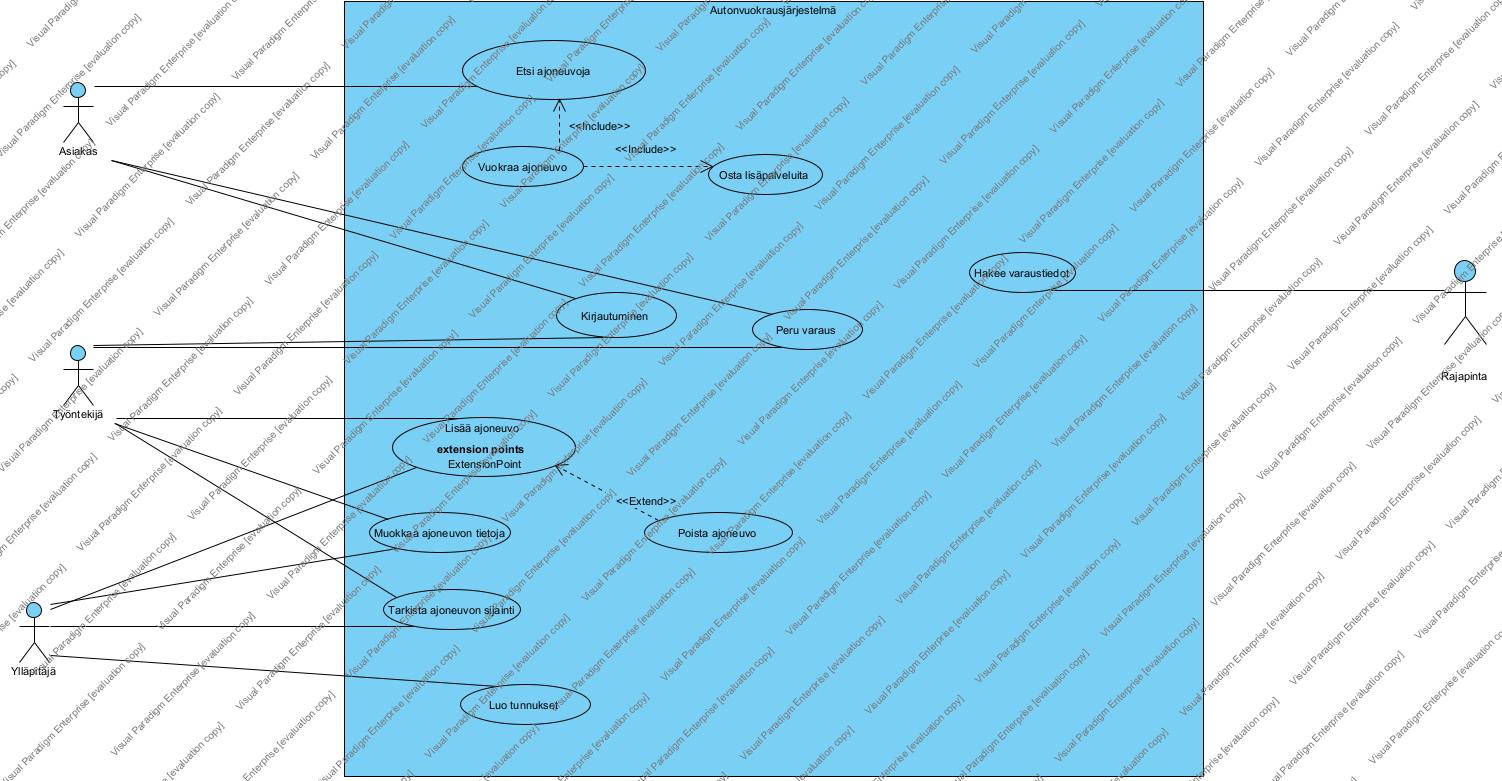 Autonvuokrausjärjestelmä
Etsi ajoneuvoja
<<Include>>
<<Include>>
Asiakas
Vuokraa ajoneuvo
Osta lisäpalveluita
Hakee varaustiedot
Kirjautuminen
Peru varaus
Rajapinta
Työntekijä
Lisää ajoneuvo
extension points
ExtensionPoint
<<Extend>>
Muokkaa ajoneuvon tietoja
Poista ajoneuvo
Tarkista ajoneuvon sijainti
Ylläpitäjä
Luo tunnukset
Visual Paradigm Enterprise [evaluation copy]